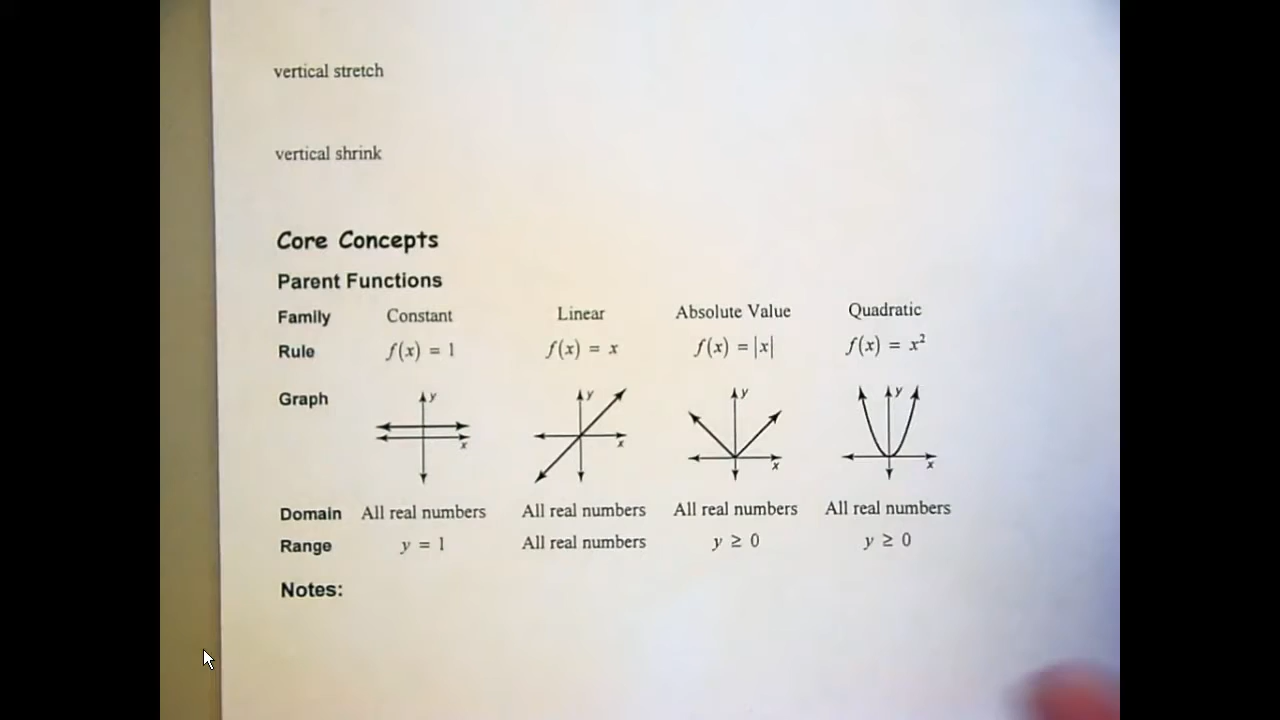 vertical stretch
vertical shrink
Core Concepts
Parent Functions
Family Constant Linear Absolute Value Quadratic
Rule f(x) = 1 f(x) = x f(x) = |x| f(x) = x²
Graph y x y x y x y x
Domain All real numbers All real numbers All real numbers All real numbers
Range y = 1 All real numbers y ≥ 0 y ≥ 0
Notes: